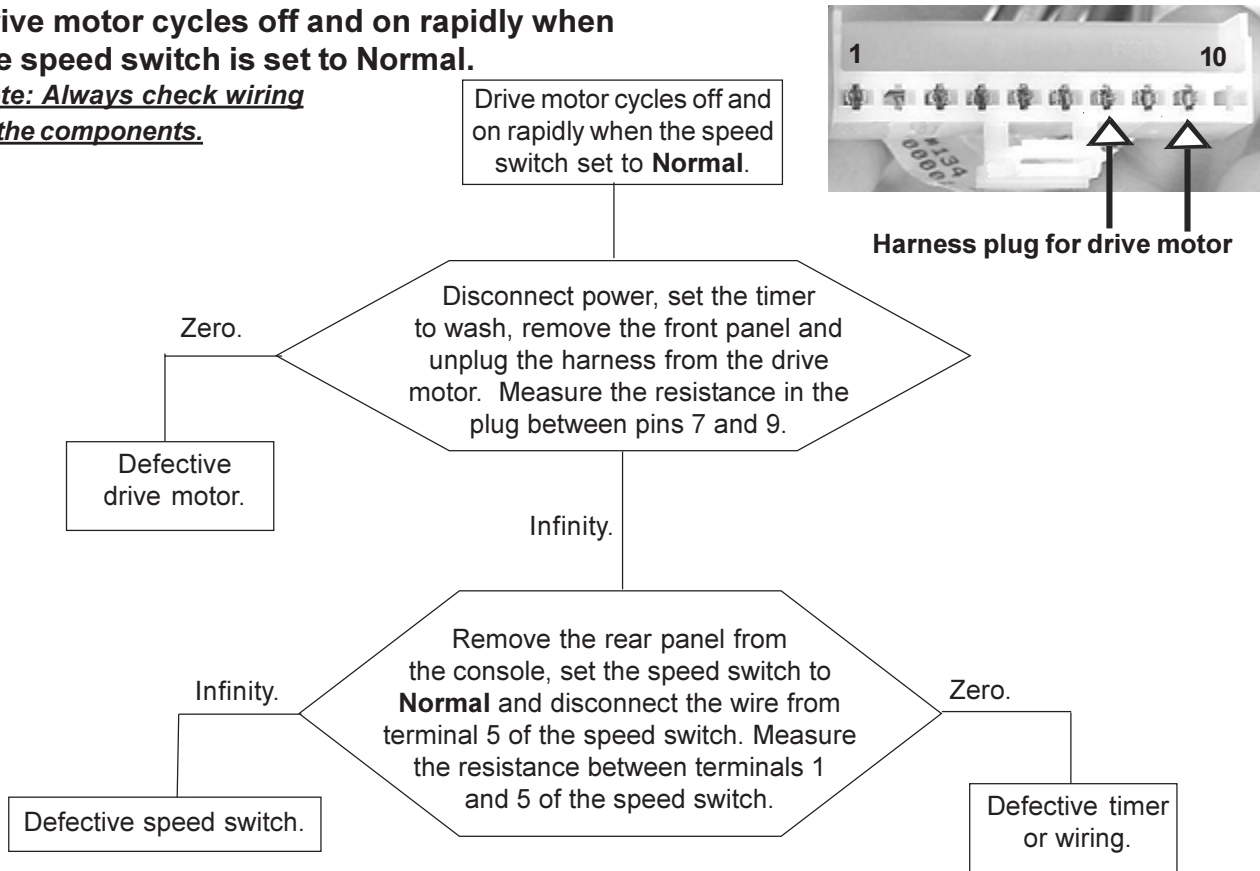 rive motor cycles off and on rapidly when
e speed switch is set to Normal.
te: Always check wiring
the components.
1 10
Harness plug for drive motor
Drive motor cycles off and
on rapidly when the speed
switch set to Normal.
Disconnect power, set the timer
to wash, remove the front panel and
unplug the harness from the drive
motor. Measure the resistance in the
plug between pins 7 and 9.
Zero.
Defective
drive motor.
Infinity.
Remove the rear panel from
the console, set the speed switch to
Normal and disconnect the wire from
terminal 5 of the speed switch. Measure
the resistance between terminals 1
and 5 of the speed switch.
Infinity.
Defective speed switch.
Zero.
Defective timer
or wiring.